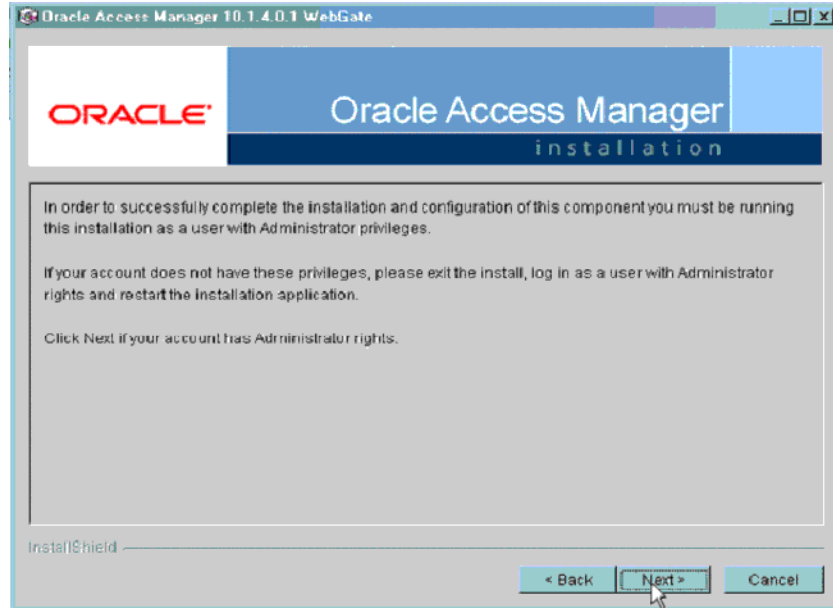 Oracle Access Manager 10.1.4.0.1 WebGate
ORACLE
Oracle Access Manager
installation
In order to successfully complete the installation and configuration of this component you must be running
this installation as a user with Administrator privileges.
If your account does not have these privileges, please exit the install, log in as a user with Administrator
rights and restart the installation application.
Click Next if your account has Administrator rights.
InstallShield
< Back
Next >
Cancel